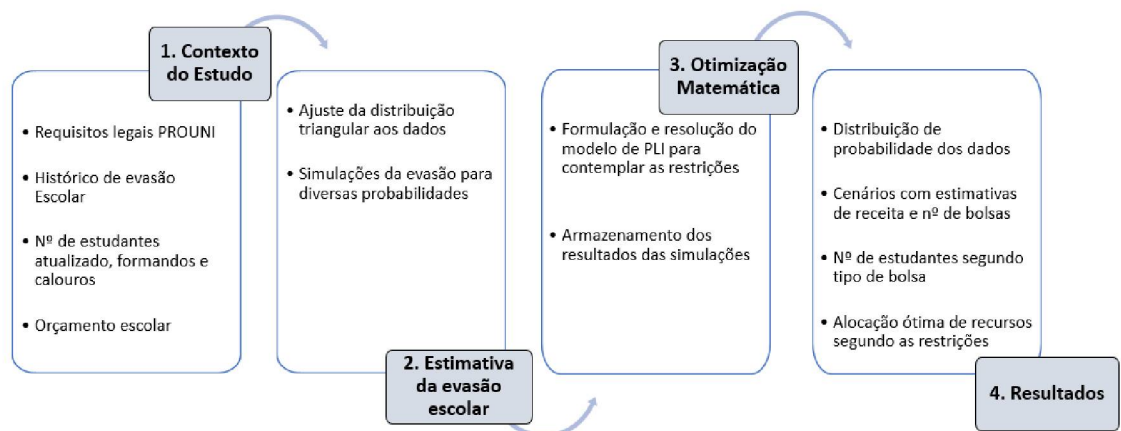 1. Contexto
do Estudo
• Requisitos legais PROUNI
• Histórico de evasão
Escolar
• Nº de estudantes
atualizado, formandos e
calouros
• Orçamento escolar
• Ajuste da distribuição
triangular aos dados
• Simulações da evasão para
diversas probabilidades
2. Estimativa
da evasão
escolar
3. Otimização
Matemática
• Formulação e resolução do
modelo de PLI para
contemplar as restrições
• Armazenamento dos
resultados das simulações
• Distribuição de
probabilidade dos dados
• Cenários com estimativas
de receita e nº de bolsas
• Nº de estudantes segundo
tipo de bolsa
• Alocação ótima de recursos
segundo as restrições
4. Resultados